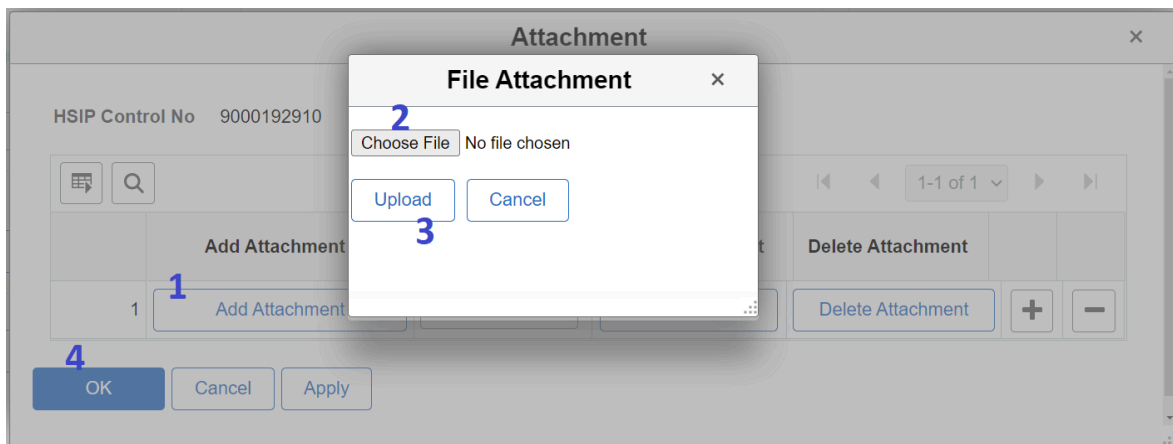 Attachment ×
File Attachment ×
HSIP Control No 9000192910
2
Choose File No file chosen
1-1 of 1
Upload Cancel
3
Add Attachment t Delete Attachment
1
1 Add Attachment Delete Attachment + −
4
OK Cancel Apply